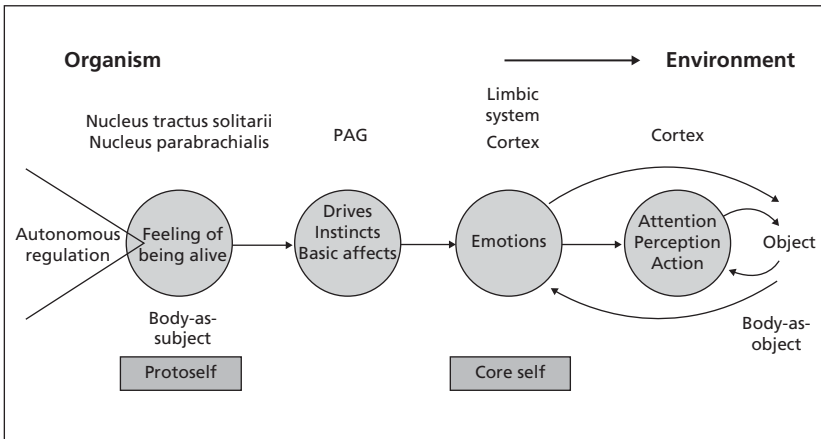 Organism
Environment
Nucleus tractus solitarii
Nucleus parabrachialis
PAG
Limbic
system
Cortex
Cortex
Autonomous
regulation
Feeling of
being alive
Drives
Instincts
Basic affects
Emotions
Attention
Perception
Action
Object
Body-as-
subject
Body-as-
object
Protoself
Core self